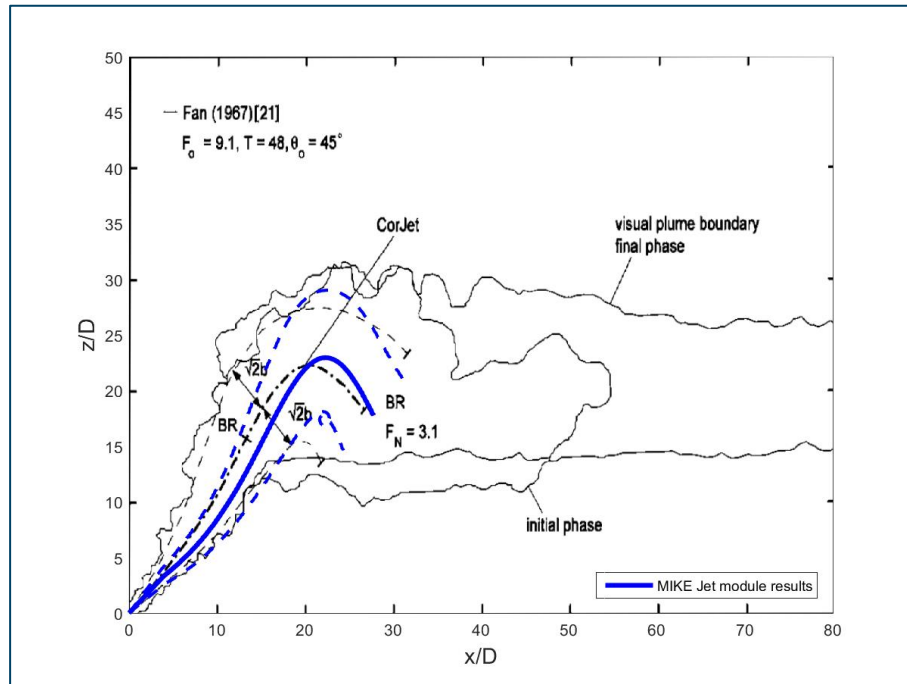 50
45
40
35
30
25
20
15
10
5
0
z/D
— Fan (1967)[21]
F₀ = 9.1, T = 48, θ₀ = 45°
CorJet
visual plume boundary
final phase
√2b
√2b
BR
BR
F_N = 3.1
initial phase
MIKE Jet module results
0 10 20 30 40 50 60 70 80
x/D